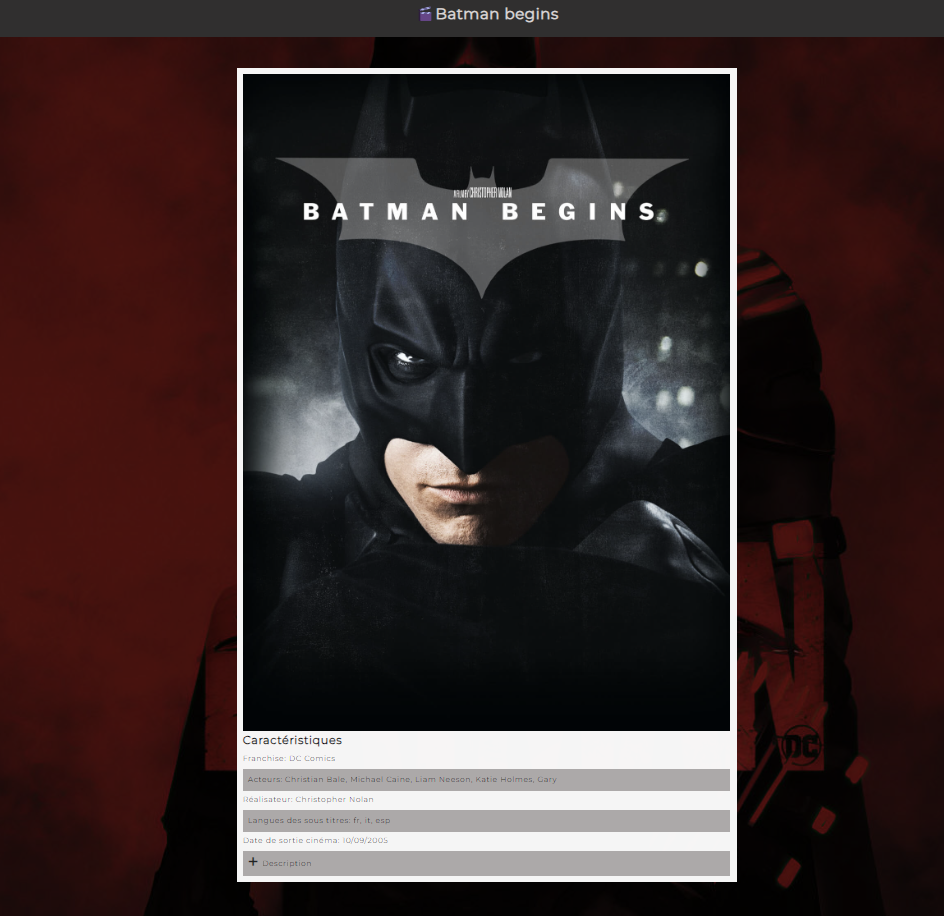 Batman begins
A FILM BY CHRISTOPHER NOLAN
BATMAN BEGINS
Caractéristiques
Franchise: DC Comics
Acteurs: Christian Bale, Michael Caine, Liam Neeson, Katie Holmes, Gary
Réalisateur: Christopher Nolan
Langues des sous titres: fr, it, esp
Date de sortie cinéma: 10/09/2005
+ Description
DC